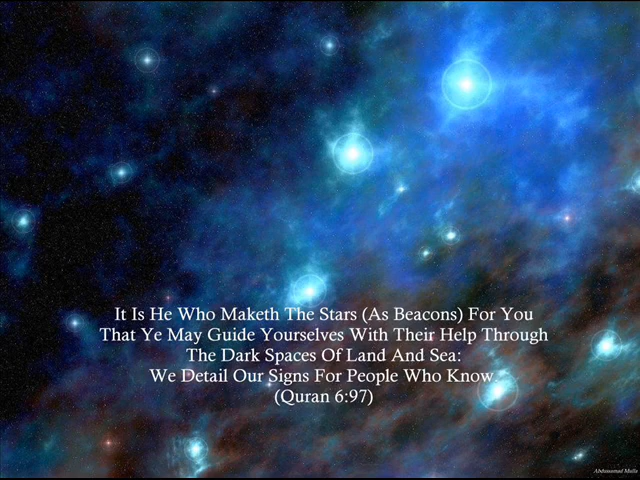 It Is He Who Maketh The Stars (As Beacons) For You
That Ye May Guide Yourselves With Their Help Through
The Dark Spaces Of Land And Sea:
We Detail Our Signs For People Who Know.
(Quran 6:97)
Abdussamad Mulla